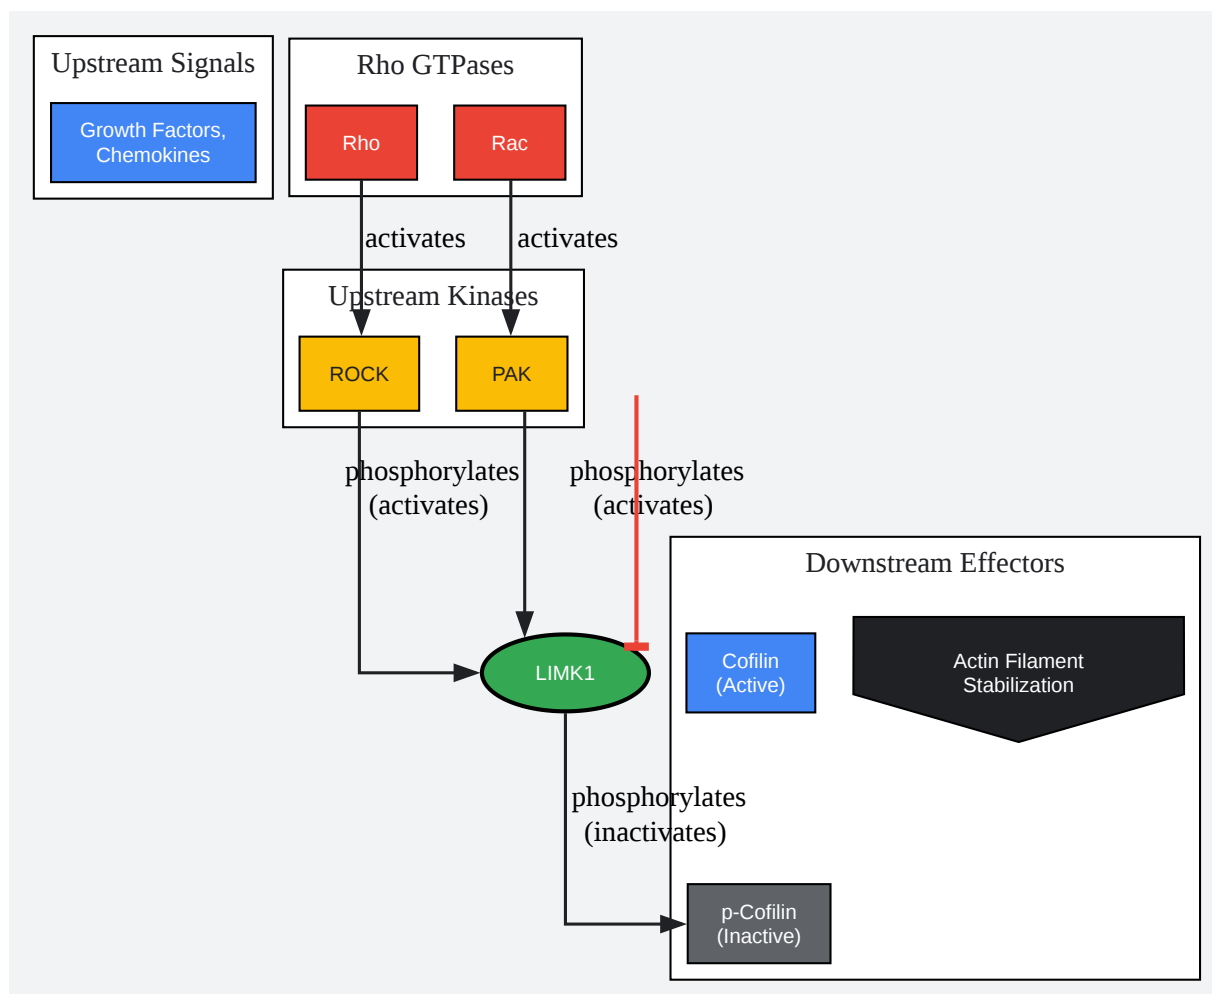 Upstream Signals
Growth Factors,
Chemokines
Rho GTPases
Rho
Rac
activates
activates
Upstream Kinases
ROCK
PAK
phosphorylates
(activates)
phosphorylates
(activates)
LIMK1
Downstream Effectors
Cofilin
(Active)
Actin Filament
Stabilization
phosphorylates
(inactivates)
p-Cofilin
(Inactive)